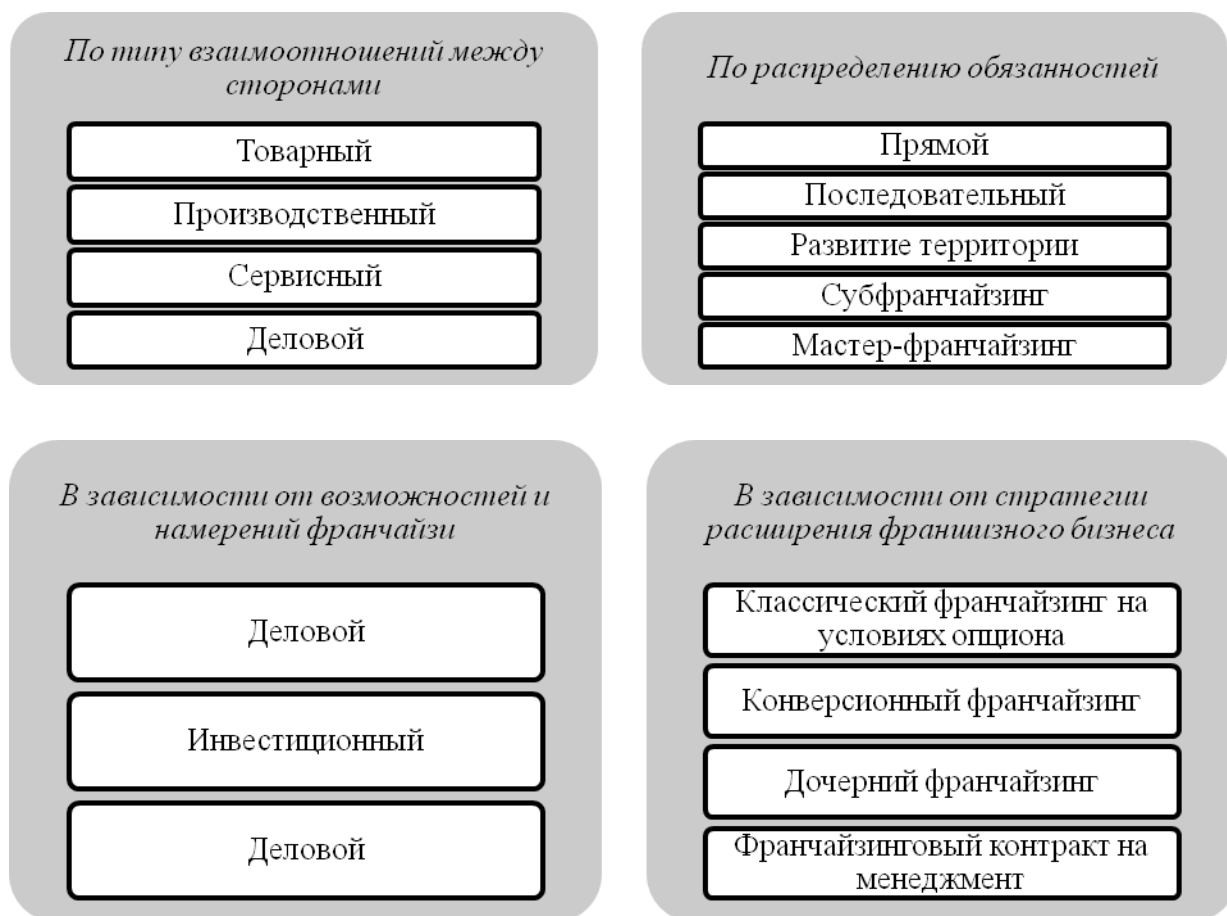 По типу взаимоотношений между
сторонами
Товарный
Производственный
Сервисный
Деловой
По распределению обязанностей
Прямой
Последовательный
Развитие территории
Субфранчайзинг
Мастер-франчайзинг
В зависимости от возможностей и
намерений франчайзи
Деловой
Инвестиционный
Деловой
В зависимости от стратегии
расширения франшизного бизнеса
Классический франчайзинг на
условиях опциона
Конверсионный франчайзинг
Дочерний франчайзинг
Франчайзинговый контракт на
менеджмент